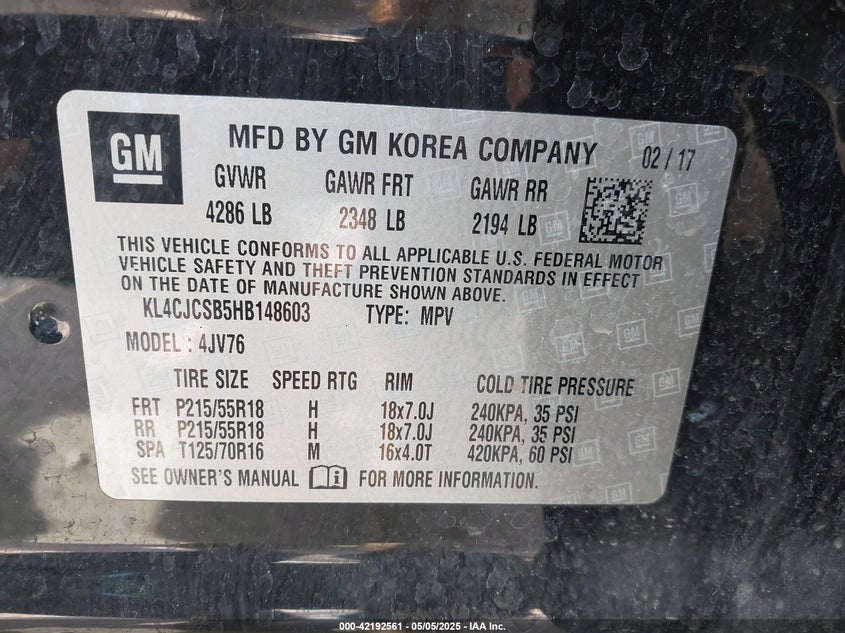 GM
MFD BY GM KOREA COMPANY 02 / 17
GVWR GAWR FRT GAWR RR
4286 LB 2348 LB 2194 LB
THIS VEHICLE CONFORMS TO ALL APPLICABLE U.S. FEDERAL MOTOR
VEHICLE SAFETY AND THEFT PREVENTION STANDARDS IN EFFECT
ON THE DATE OF MANUFACTURE SHOWN ABOVE.
KL4CJCSB5HB148603 TYPE: MPV
MODEL : 4JV76
TIRE SIZE SPEED RTG RIM COLD TIRE PRESSURE
FRT P215/55R18 H 18x7.0J 240KPA, 35 PSI
RR P215/55R18 H 18x7.0J 240KPA, 35 PSI
SPA T125/70R16 M 16x4.0T 420KPA, 60 PSI
SEE OWNER'S MANUAL i FOR MORE INFORMATION.
000-42192561 - 05/05/2025 - IAA Inc.